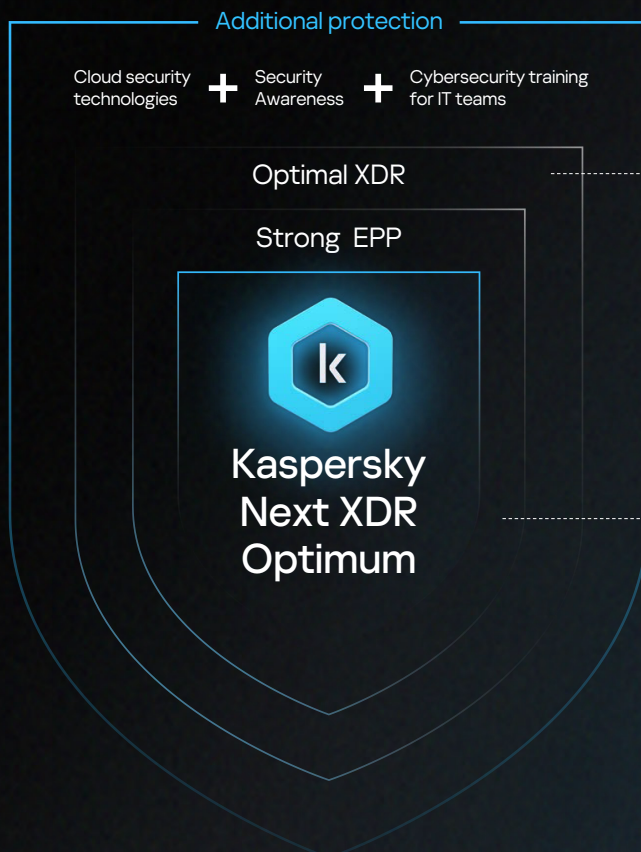 Additional protection
Cloud security
technologies
+
Security
Awareness
+
Cybersecurity training
for IT teams
Optimal XDR
Strong EPP
k
Kaspersky
Next XDR
Optimum